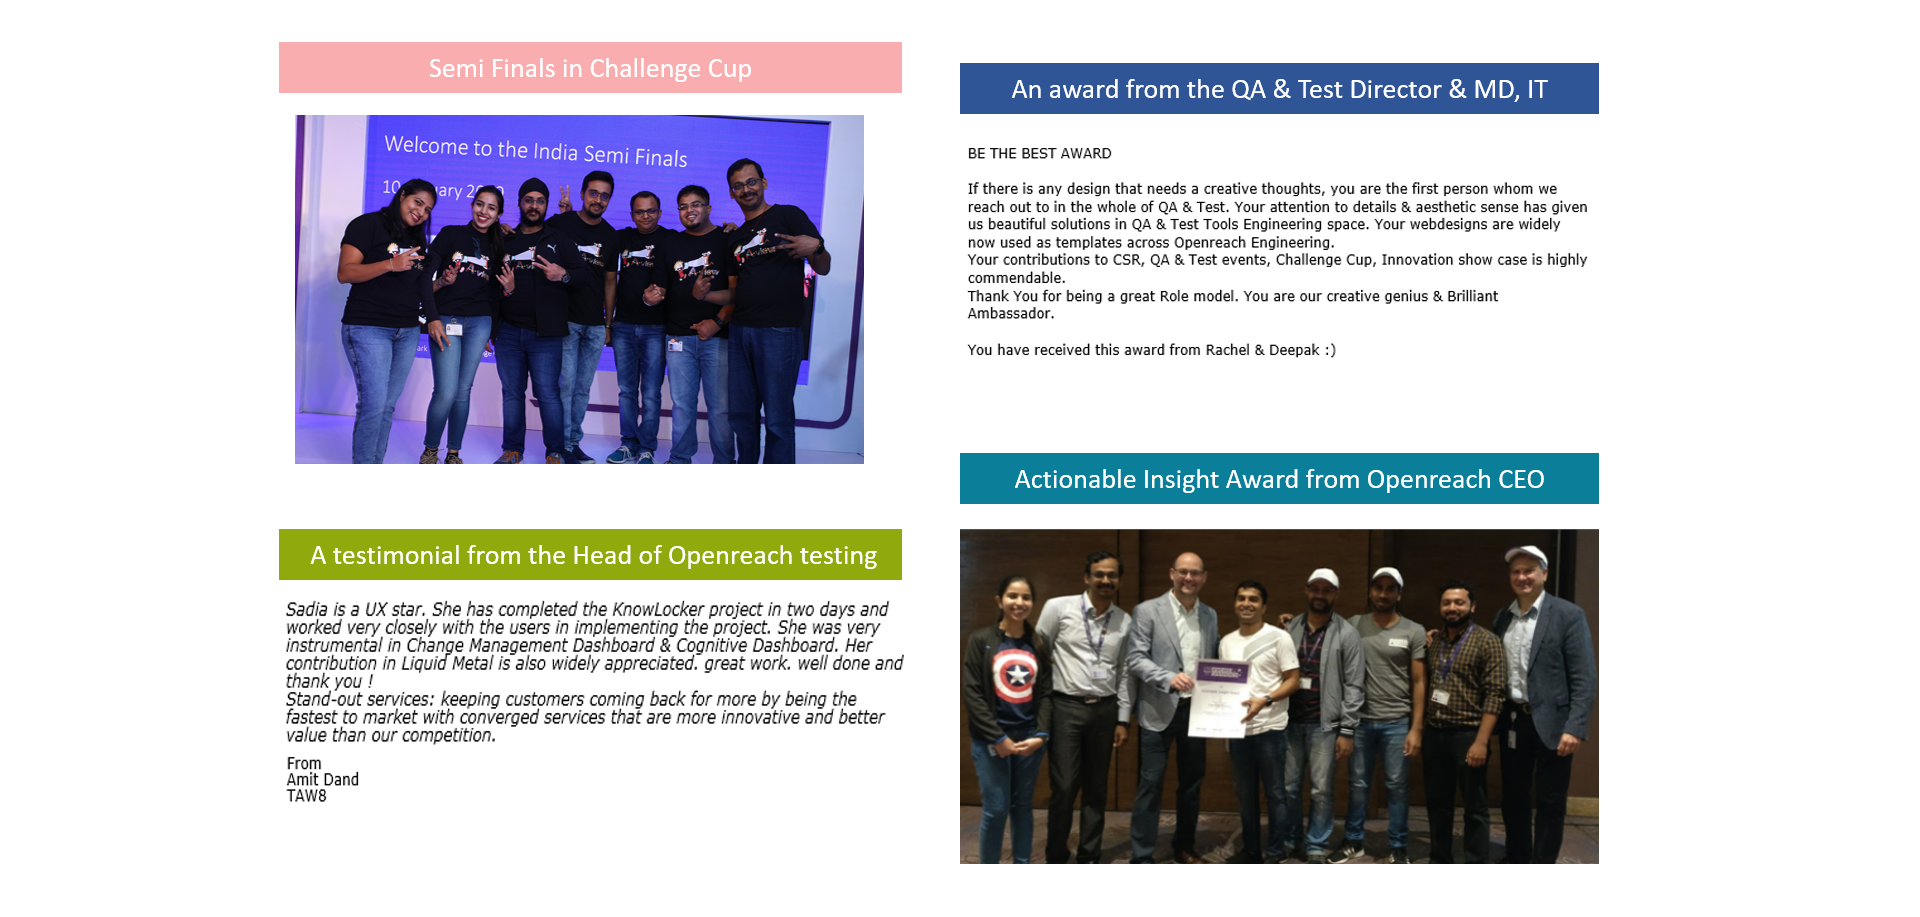 Semi Finals in Challenge Cup
Welcome to the India Semi Finals
10
A testimonial from the Head of Openreach testing
Sadia is a UX star. She has completed the KnowLocker project in two days and
worked very closely with the users in implementing the project. She was very
instrumental in Change Management Dashboard & Cognitive Dashboard. Her
contribution in Liquid Metal is also widely appreciated. great work. well done and
thank you !
Stand-out services: keeping customers coming back for more by being the
fastest to market with converged services that are more innovative and better
value than our competition.
From
Amit Dand
TAW8
An award from the QA & Test Director & MD, IT
BE THE BEST AWARD
If there is any design that needs a creative thoughts, you are the first person whom we
reach out to in the whole of QA & Test. Your attention to details & aesthetic sense has given
us beautiful solutions in QA & Test Tools Engineering space. Your webdesigns are widely
now used as templates across Openreach Engineering.
Your contributions to CSR, QA & Test events, Challenge Cup, Innovation show case is highly
commendable.
Thank You for being a great Role model. You are our creative genius & Brilliant
Ambassador.
You have received this award from Rachel & Deepak :)
Actionable Insight Award from Openreach CEO